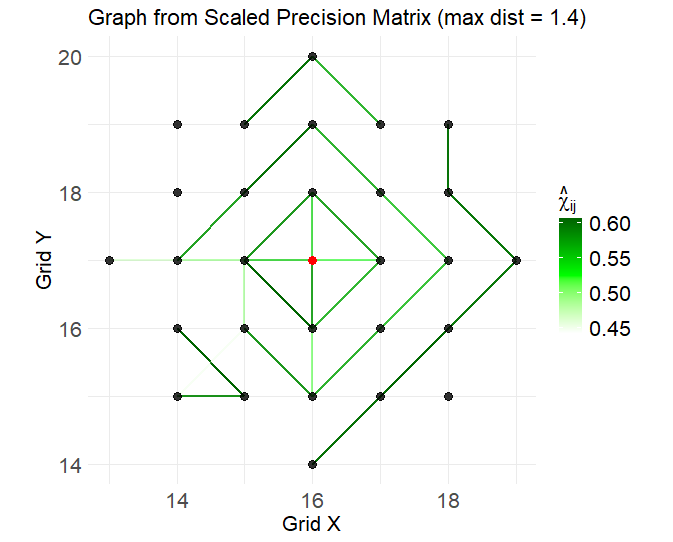 Graph from Scaled Precision Matrix (max dist = 1.4)
20
18
16
14
Grid Y
14 16 18
Grid X
χ̂ij
0.60
0.55
0.50
0.45